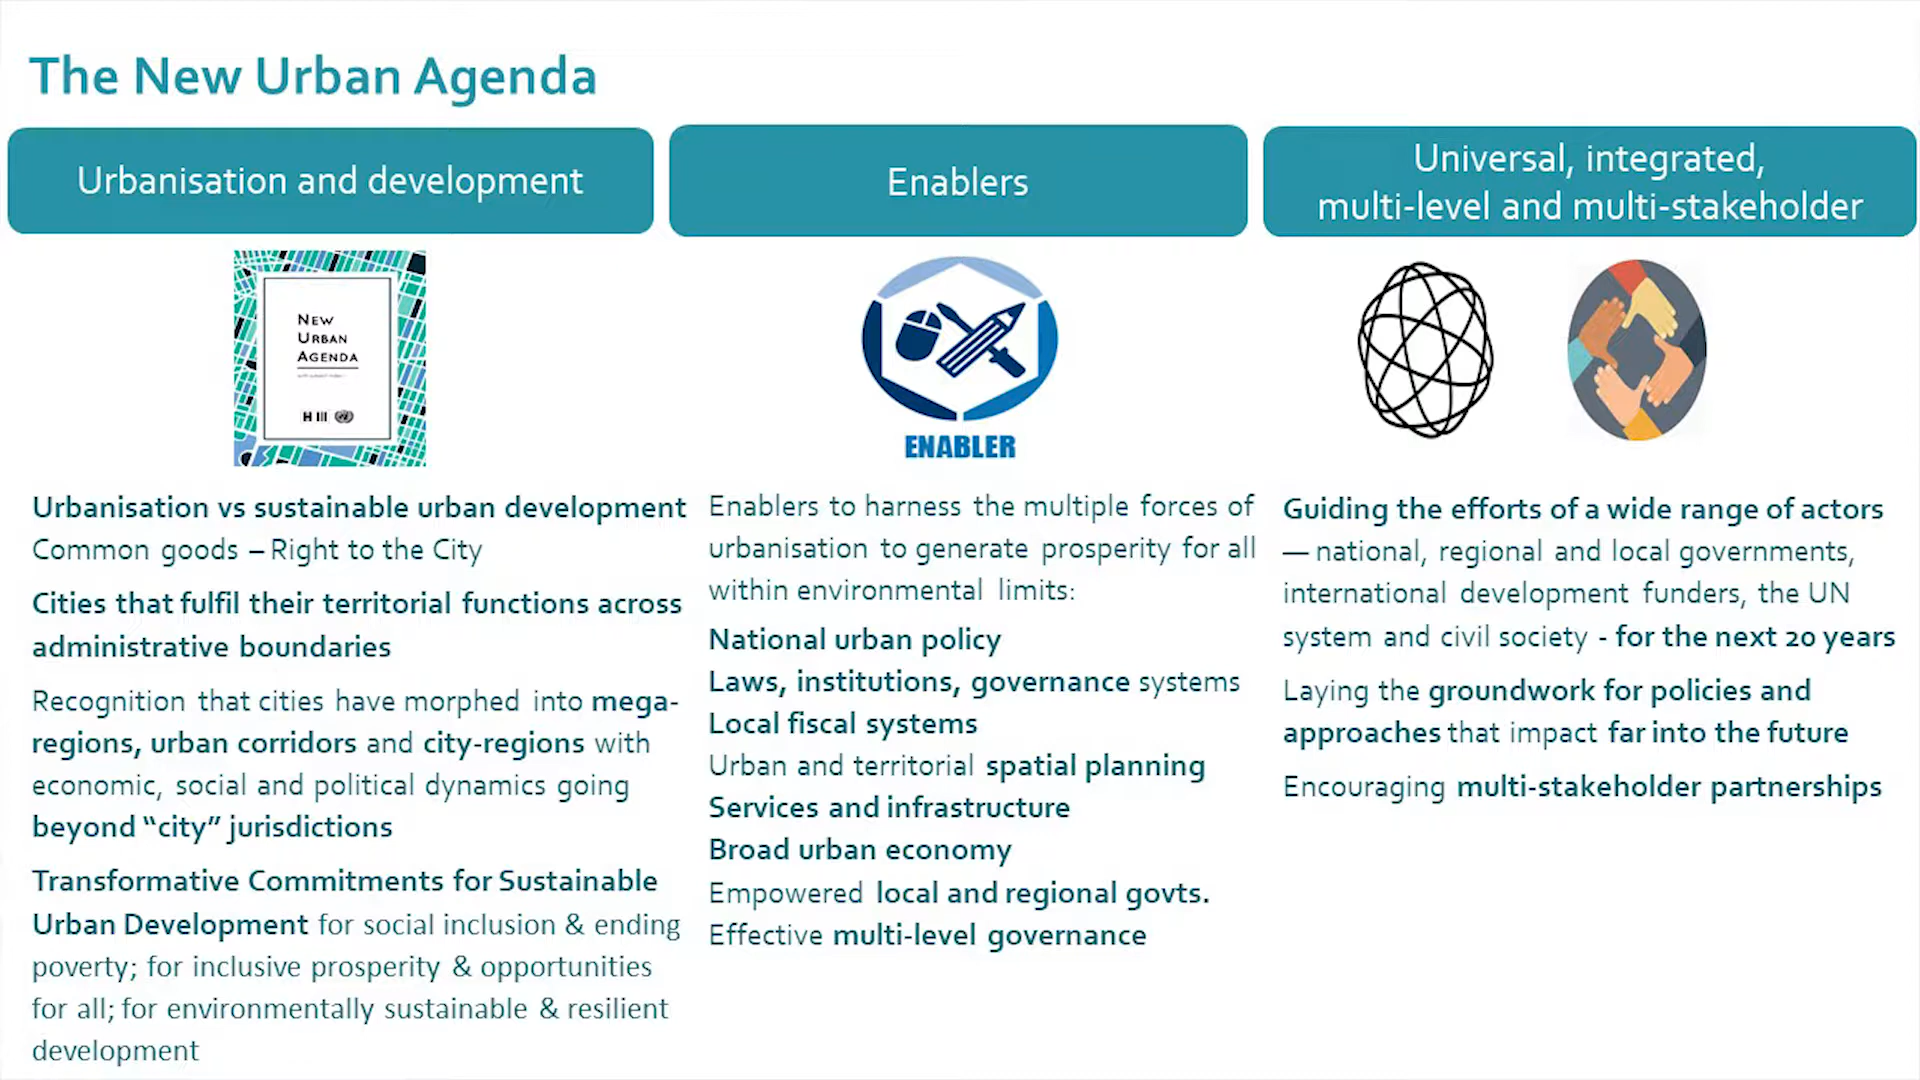 The New Urban Agenda
Urbanisation and development
NEW
URBAN
AGENDA
H III
Urbanisation vs sustainable urban development
Common goods – Right to the City
Cities that fulfil their territorial functions across
administrative boundaries
Recognition that cities have morphed into mega-
regions, urban corridors and city-regions with
economic, social and political dynamics going
beyond “city” jurisdictions
Transformative Commitments for Sustainable
Urban Development for social inclusion & ending
poverty; for inclusive prosperity & opportunities
for all; for environmentally sustainable & resilient
development
Enablers
ENABLER
Enablers to harness the multiple forces of
urbanisation to generate prosperity for all
within environmental limits:
National urban policy
Laws, institutions, governance systems
Local fiscal systems
Urban and territorial spatial planning
Services and infrastructure
Broad urban economy
Empowered local and regional govts.
Effective multi-level governance
Universal, integrated,
multi-level and multi-stakeholder
Guiding the efforts of a wide range of actors
— national, regional and local governments,
international development funders, the UN
system and civil society - for the next 20 years
Laying the groundwork for policies and
approaches that impact far into the future
Encouraging multi-stakeholder partnerships